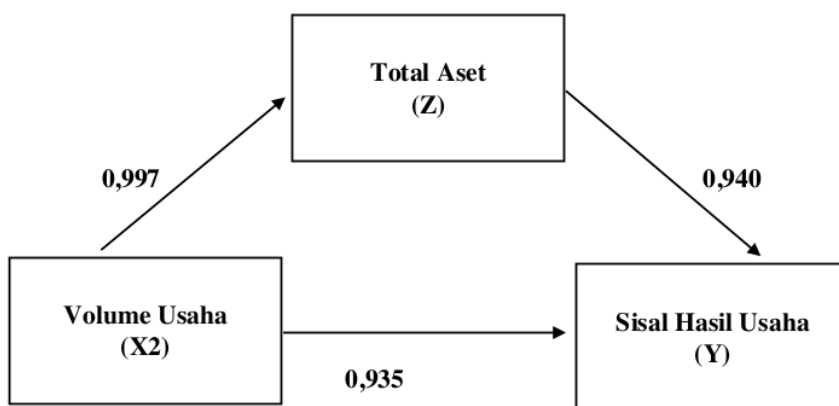 Total Aset
(Z)
0,997
0,940
Volume Usaha
(X2)
Sisal Hasil Usaha
(Y)
0,935